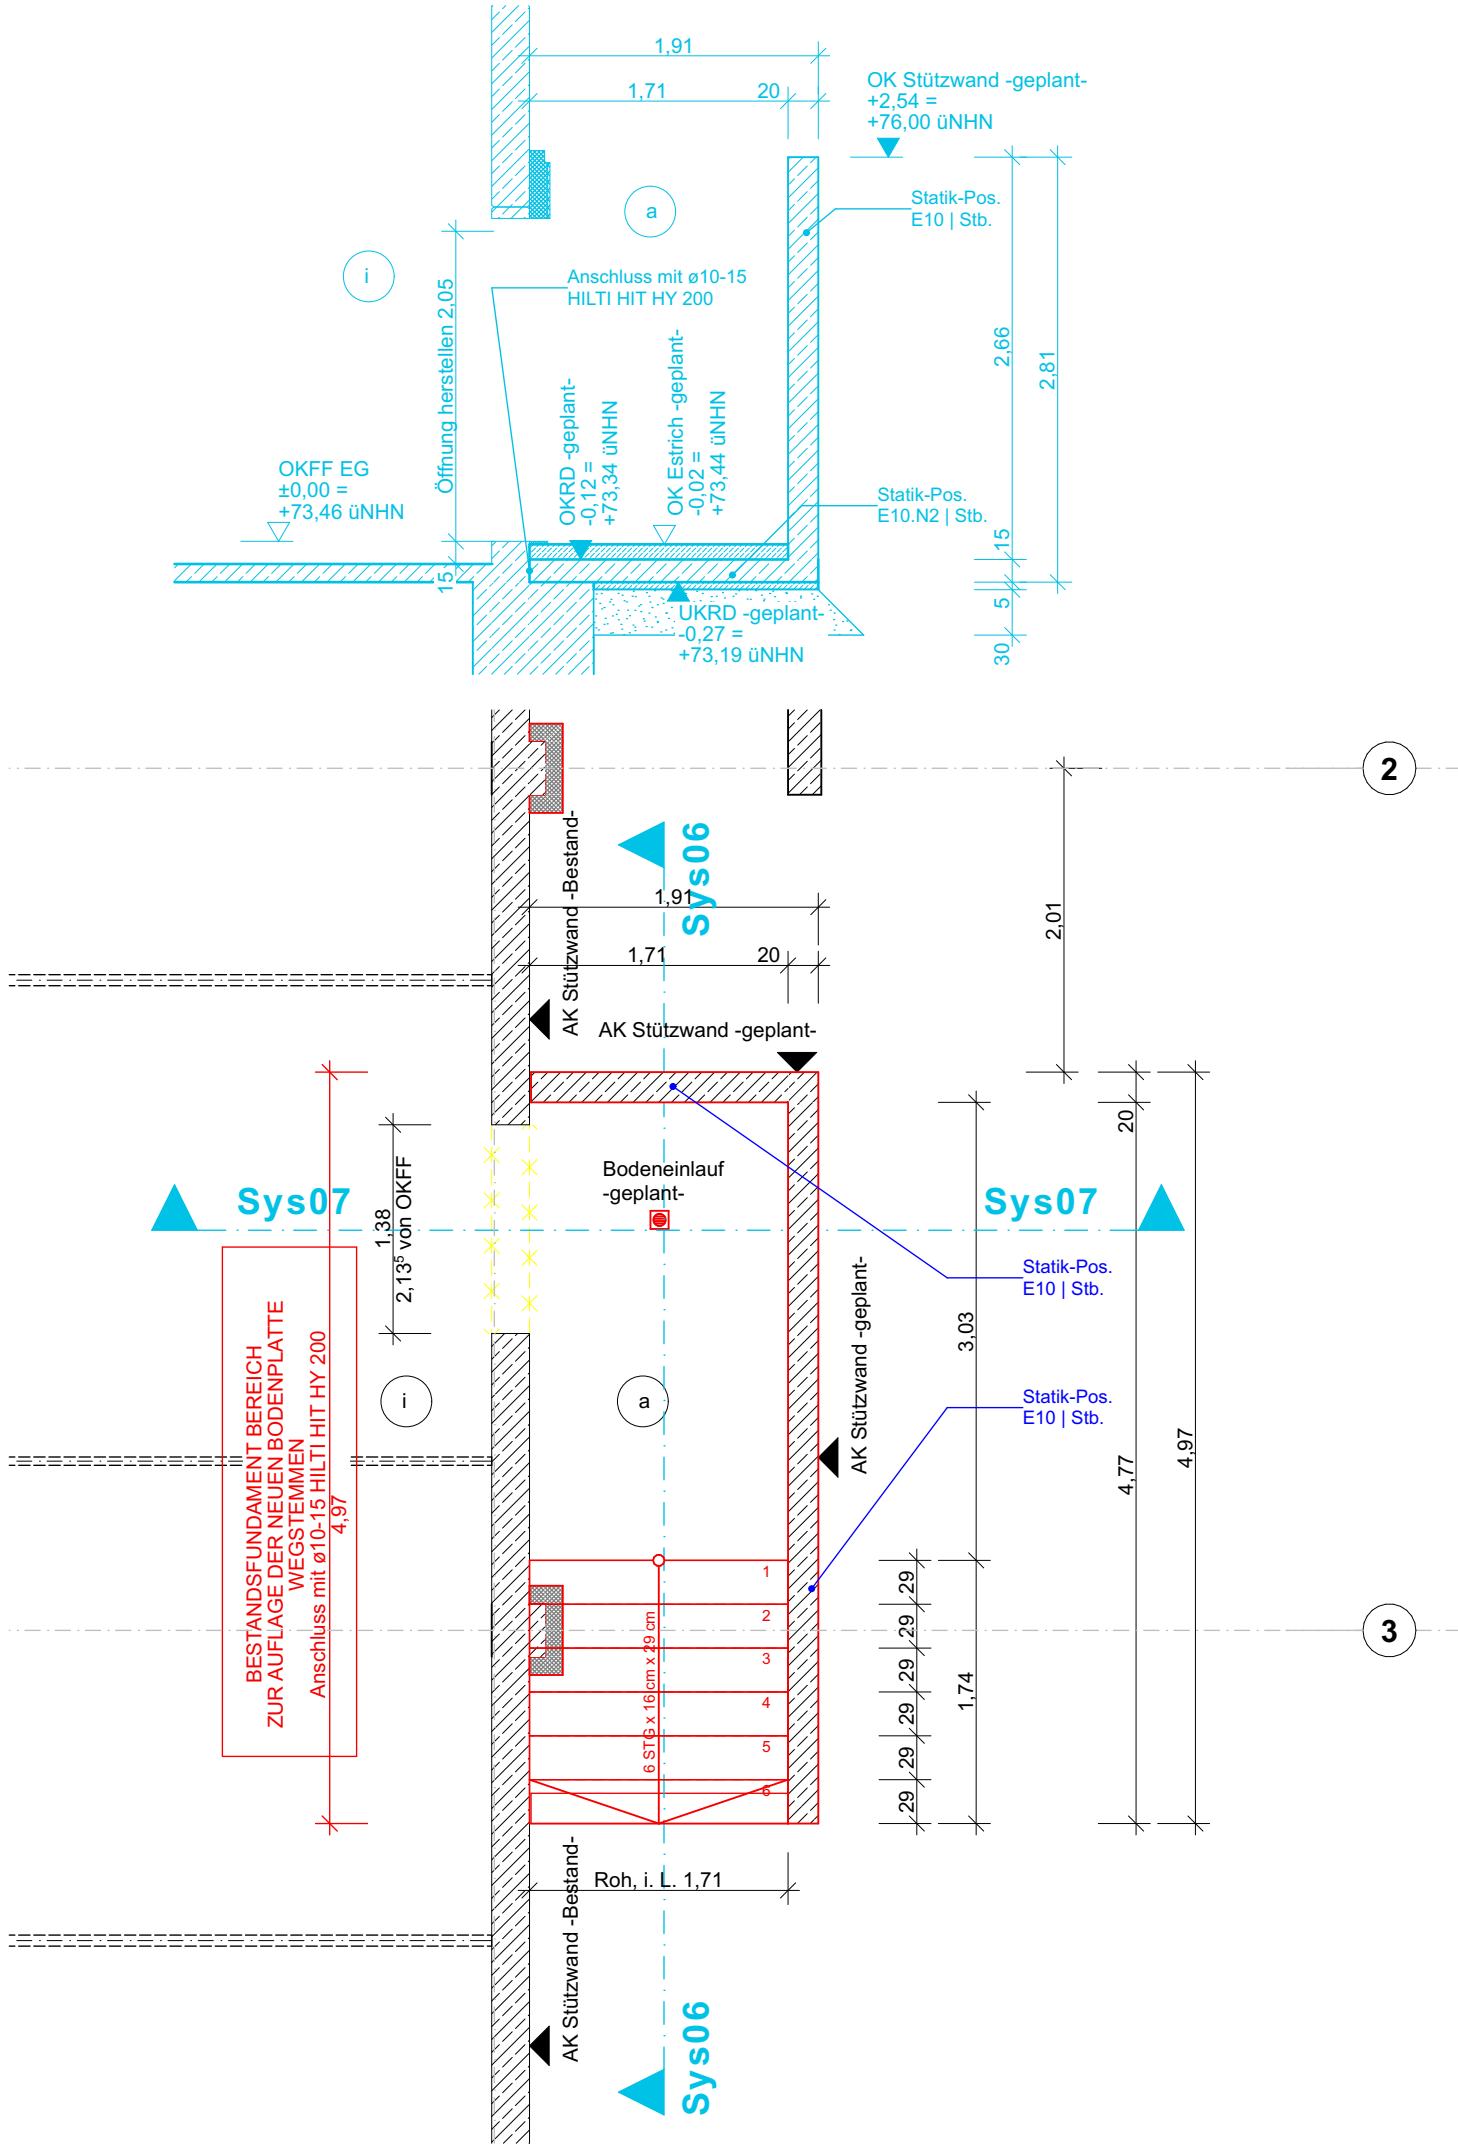 1,91
1,71
20
OK Stützwand -geplant-
+2,54 =
+76,00 üNHN
Statik-Pos.
E10 | Stb.
a
i
Anschluss mit ø10-15
HILTI HIT HY 200
Öffnung herstellen 2,05
2,66
2,81
OKFF EG
±0,00 =
+73,46 üNHN
OKRD -geplant-
-0,12 =
+73,34 üNHN
OK Estrich -geplant-
-0,02 =
+73,44 üNHN
Statik-Pos.
E10.N2 | Stb.
15
15
5
30
UKRD -geplant-
-0,27 =
+73,19 üNHN
2
AK Stützwand -Bestand-
Sys06
1,91
1,71
20
2,01
AK Stützwand -geplant-
20
Bodeneinlauf
-geplant-
Sys07
Sys07
1,38
2,13⁵ von OKFF
Statik-Pos.
E10 | Stb.
AK Stützwand -geplant-
3,03
Statik-Pos.
E10 | Stb.
i
a
4,77
4,97
BESTANDSFUNDAMENT BEREICH
ZUR AUFLAGE DER NEUEN BODENPLATTE
WEGSTEMMEN
Anschluss mit ø10-15 HILTI HIT HY 200
4,97
1
2
3
4
5
6
6 STG x 16 cm x 29 cm
29
29
29
29
29
29
1,74
3
Roh, i. L. 1,71
AK Stützwand -Bestand-
Sys06